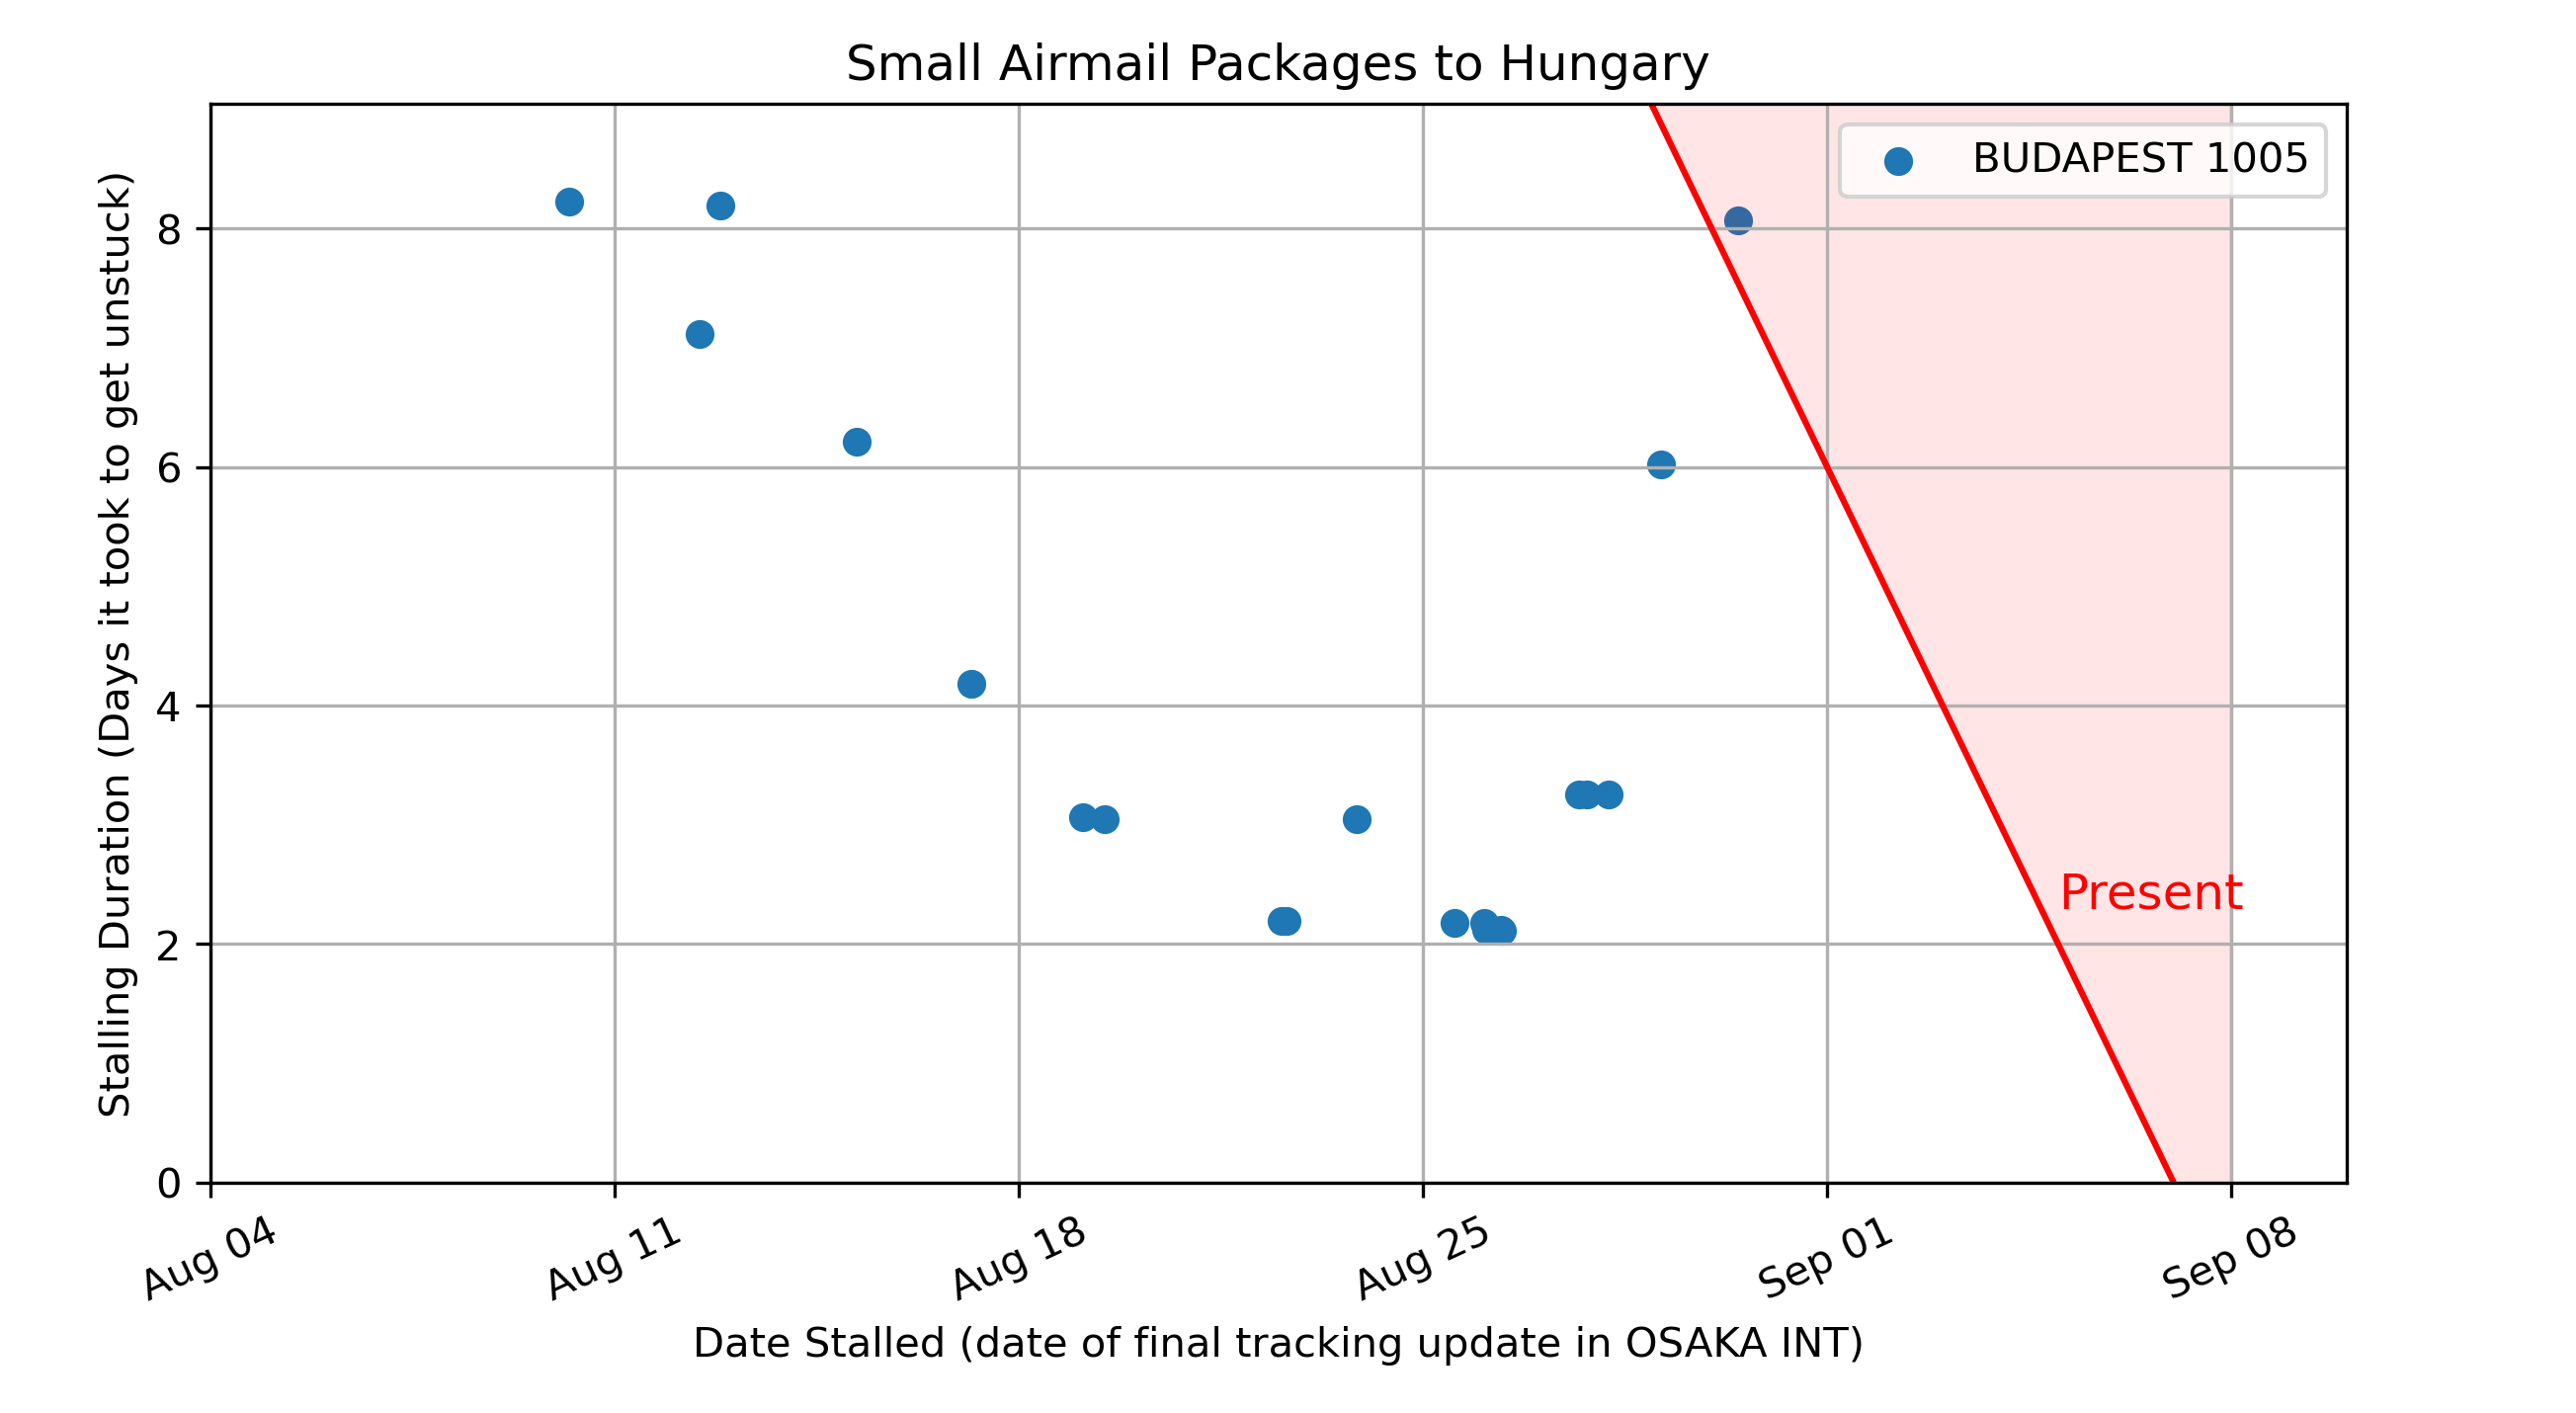 Small Airmail Packages to Hungary
BUDAPEST 1005
Stalling Duration (Days it took to get unstuck)
8
6
4
2
0
Present
Aug 04
Aug 11
Aug 18
Aug 25
Sep 01
Sep 08
Date Stalled (date of final tracking update in OSAKA INT)